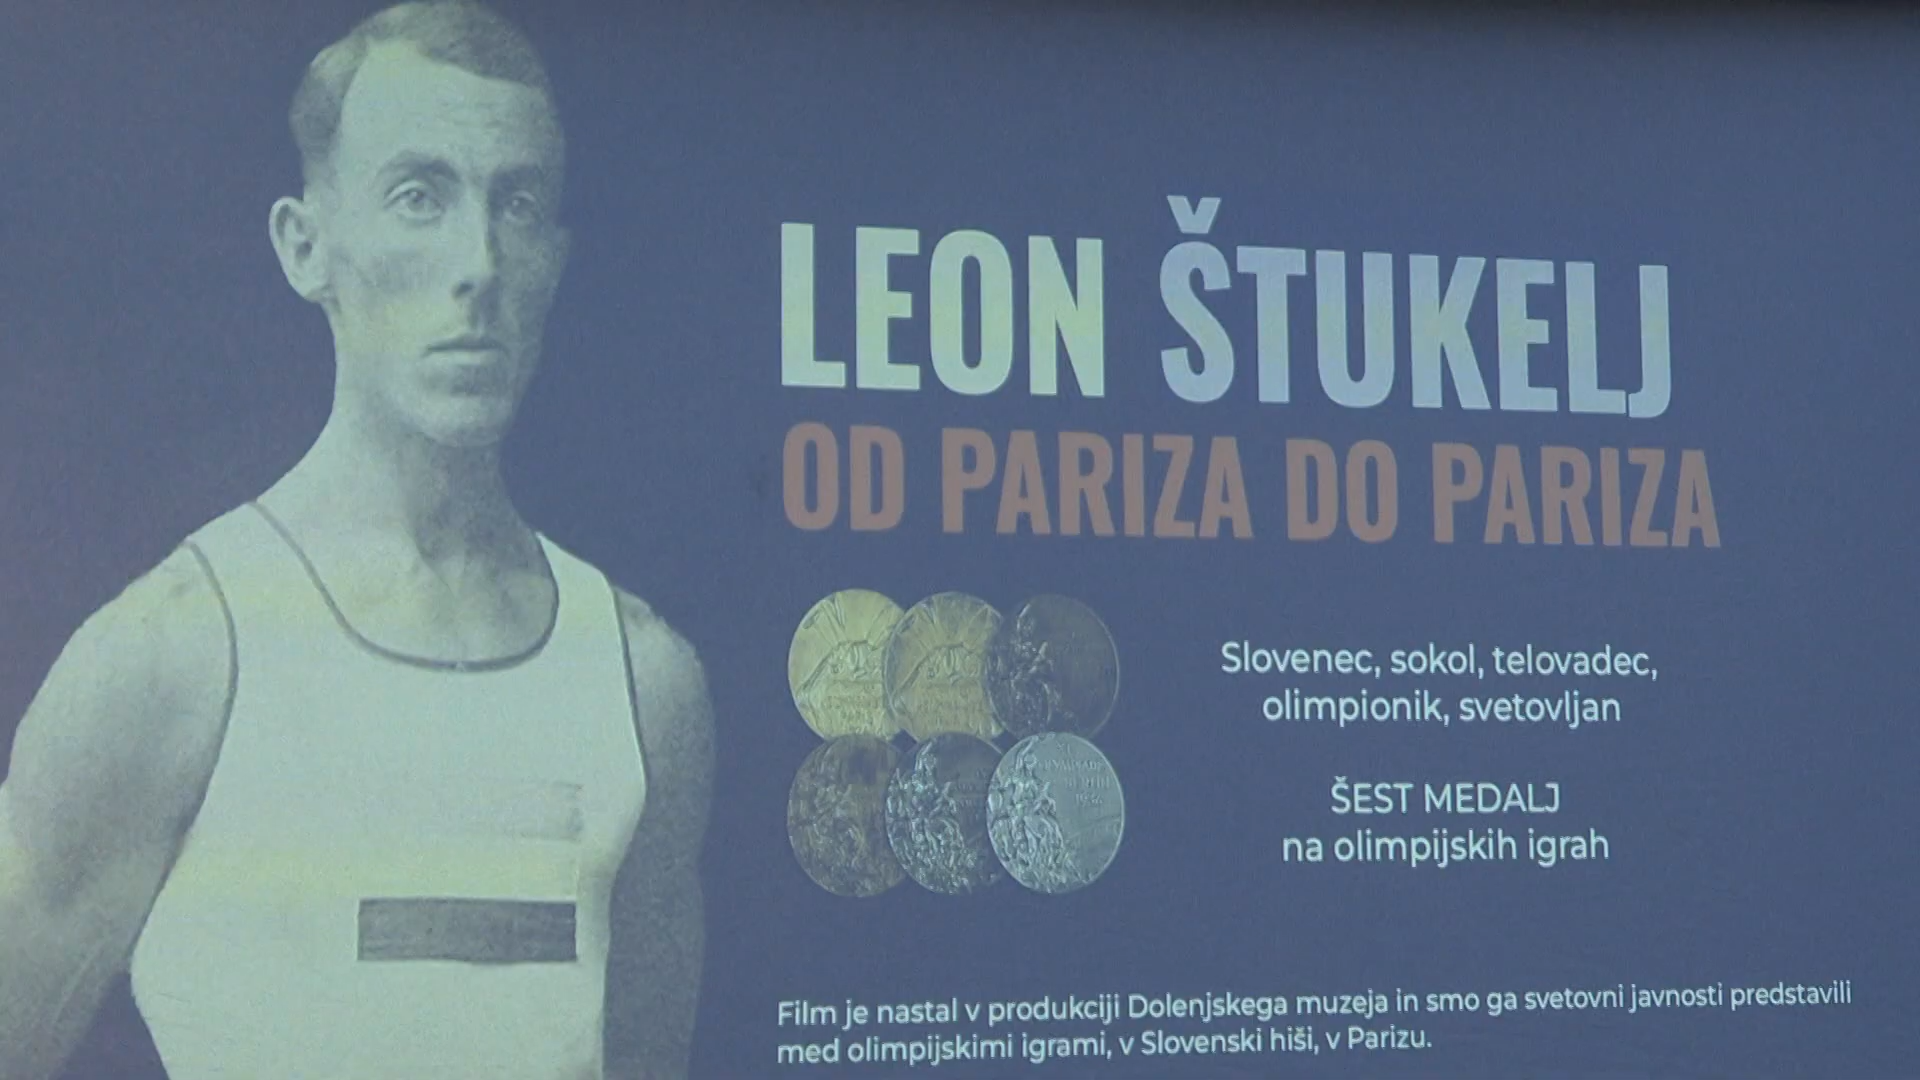 LEON ŠTUKELJ
OD PARIZA DO PARIZA
Slovenec, sokol, telovadec,
olimpionik, svetovljan
ŠEST MEDALJ
na olimpijskih igrah
Film je nastal v produkciji Dolenjskega muzeja in smo ga svetovni javnosti predstavili
med olimpijskimi igrami, v Slovenski hiši, v Parizu.